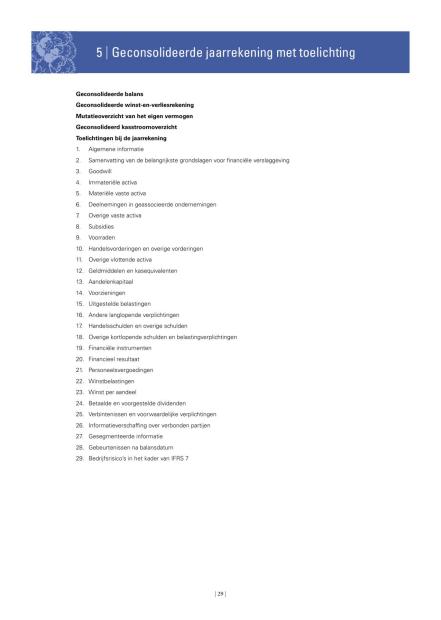 5 | Geconsolideerde jaarrekening met toelichting
Geconsolideerde balans
Geconsolideerde winst-en-verliesrekening
Mutatieoverzicht van het eigen vermogen
Geconsolideerd kasstroomoverzicht
Toelichtingen bij de jaarrekening
1. Algemene informatie
2. Samenvatting van de belangrijkste grondslagen voor financiële verslaggeving
3. Goodwill
4. Immateriële activa
5. Materiële vaste activa
6. Deelnemingen in geassocieerde ondernemingen
7. Overige vaste activa
8. Subsidies
9. Voorraden
10. Handelsvorderingen en overige vorderingen
11. Overige vlottende activa
12. Geldmiddelen en kasequivalenten
13. Aandelenkapitaal
14. Voorzieningen
15. Uitgestelde belastingen
16. Andere langlopende verplichtingen
17. Handelsschulden en overige schulden
18. Overige kortlopende schulden en belastingverplichtingen
19. Financiële instrumenten
20. Financieel resultaat
21. Personeelsvergoedingen
22. Winstbelastingen
23. Winst per aandeel
24. Betaalde en voorgestelde dividenden
25. Verbintenissen en voorwaardelijke verplichtingen
26. Informatieverschaffing over verbonden partijen
27. Gesegmenteerde informatie
28. Gebeurtenissen na balansdatum
29. Bedrijfsrisico's in het kader van IFRS 7
| 29 |